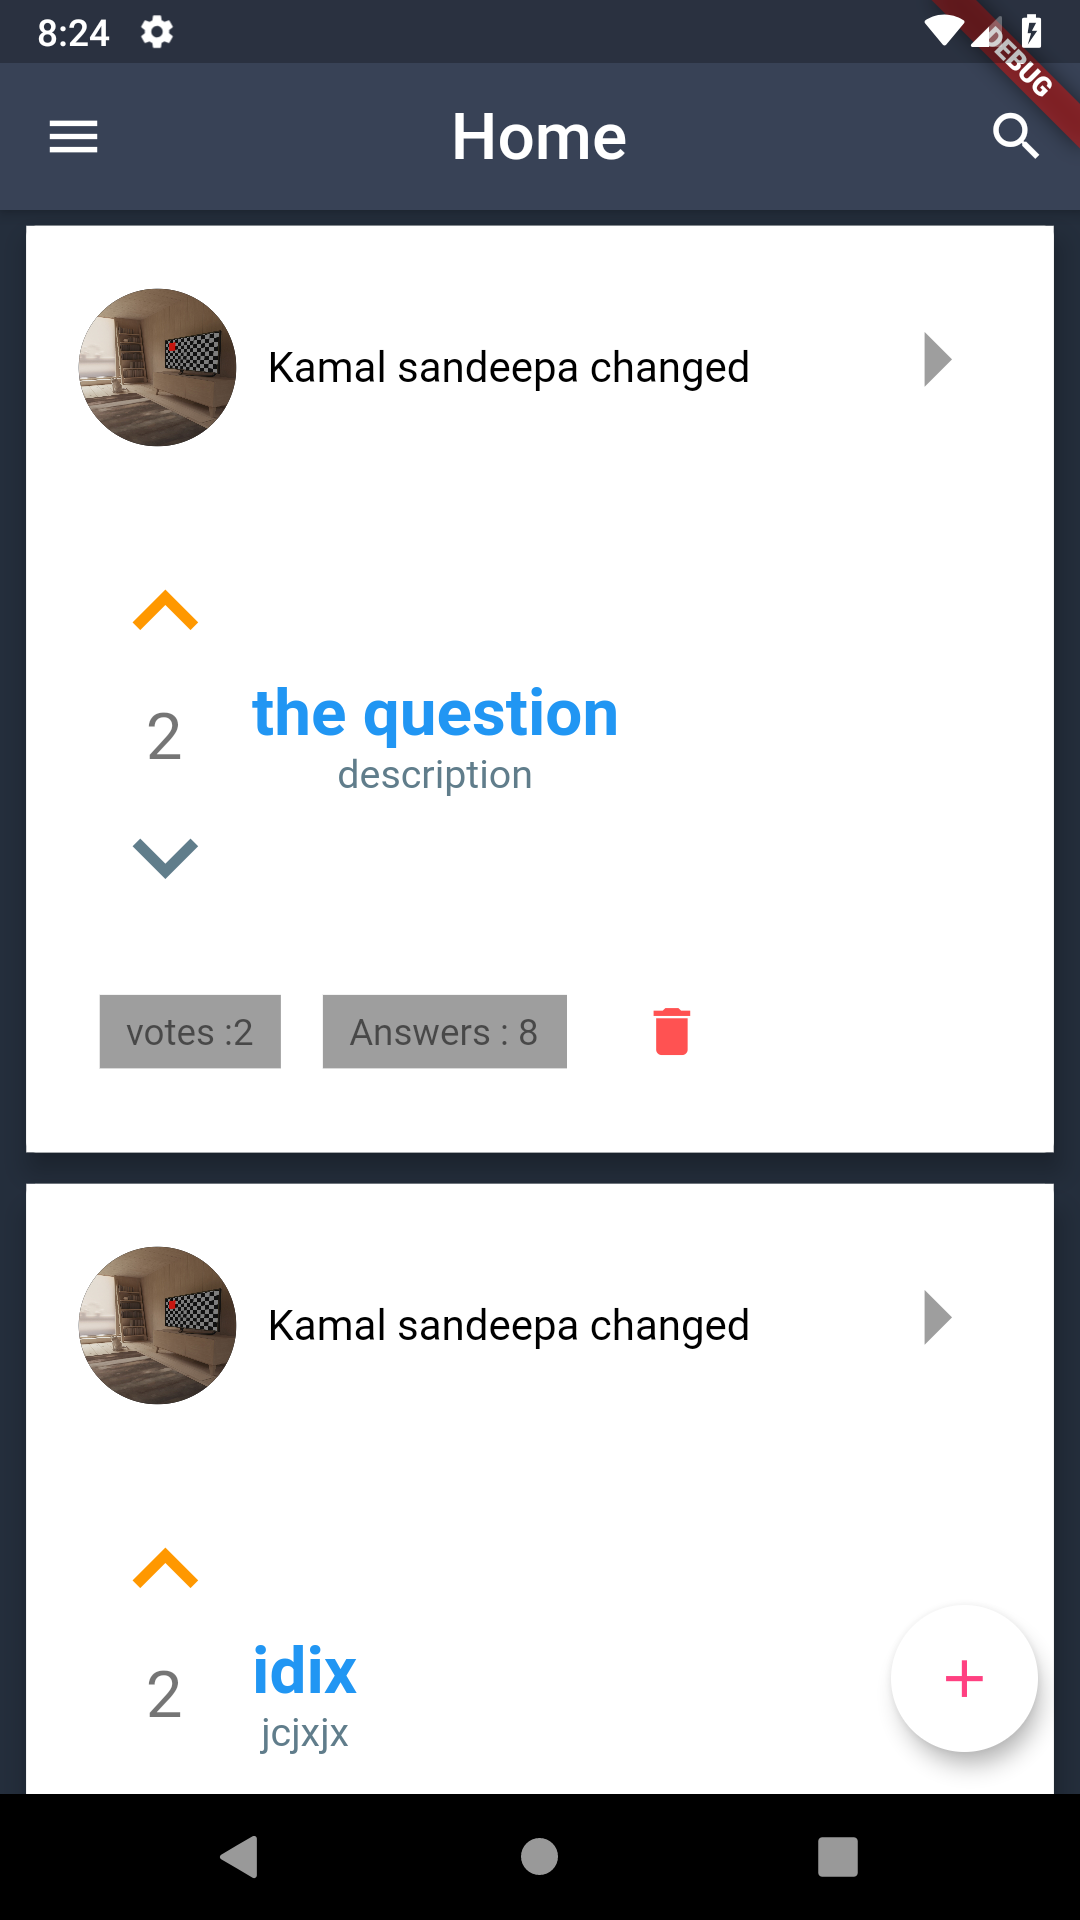 8:24
DEBUG
Home
Kamal sandeepa changed
2
the question
description
votes :2
Answers : 8
Kamal sandeepa changed
2
idix
jcjxjx